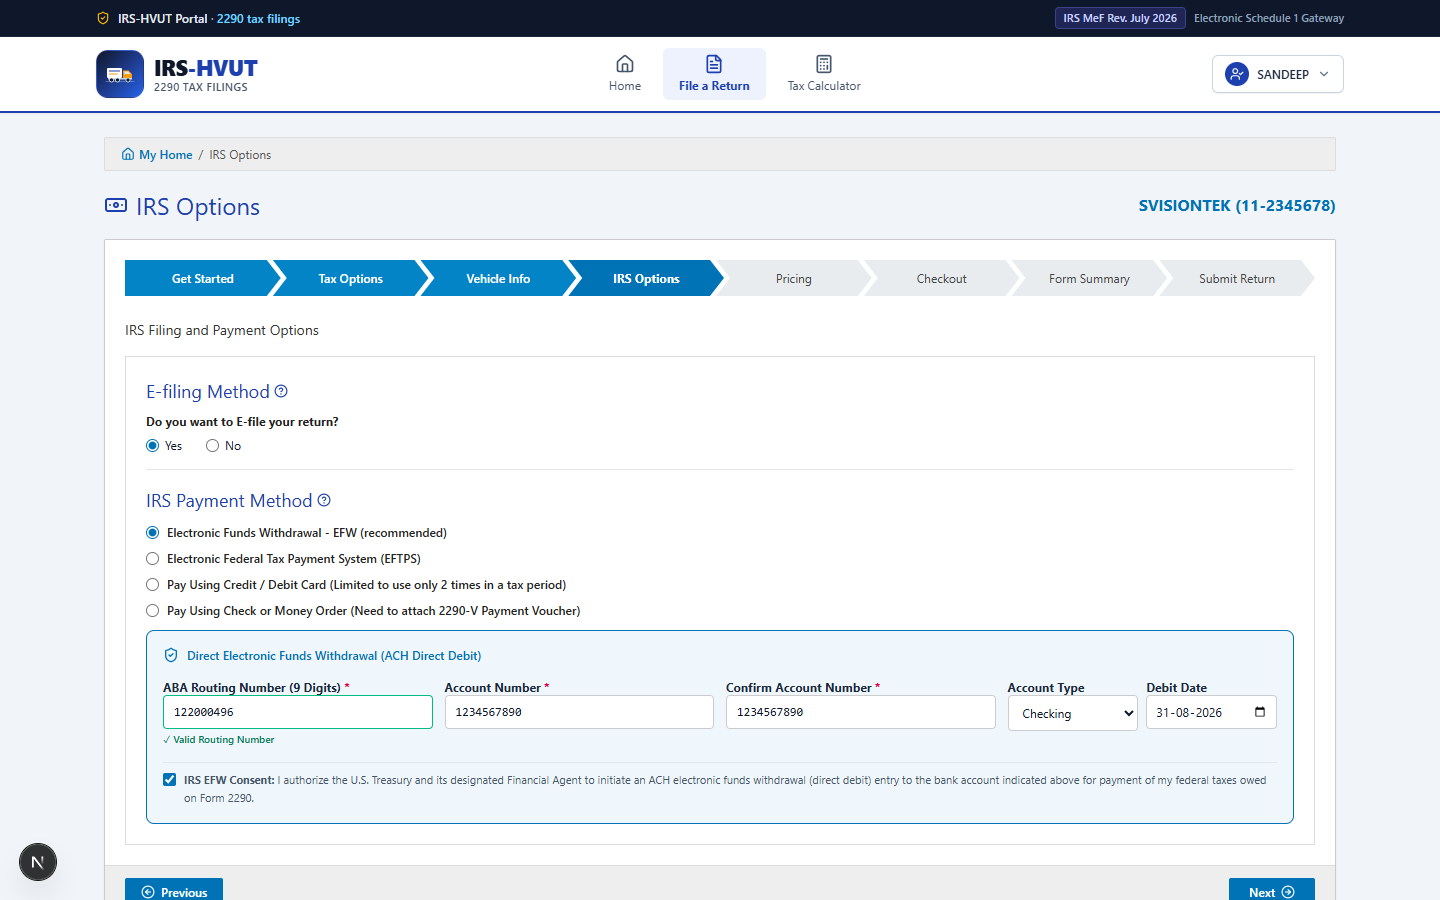 IRS-HVUT Portal · 2290 tax filings
IRS MeF Rev. July 2026
Electronic Schedule 1 Gateway
IRS-HVUT
2290 TAX FILINGS
Home
File a Return
Tax Calculator
SANDEEP
My Home / IRS Options
IRS Options
SVISIONTEK (11-2345678)
Get Started
Tax Options
Vehicle Info
IRS Options
Pricing
Checkout
Form Summary
Submit Return
IRS Filing and Payment Options
E-filing Method
Do you want to E-file your return?
Yes
No
IRS Payment Method
Electronic Funds Withdrawal - EFW (recommended)
Electronic Federal Tax Payment System (EFTPS)
Pay Using Credit / Debit Card (Limited to use only 2 times in a tax period)
Pay Using Check or Money Order (Need to attach 2290-V Payment Voucher)
Direct Electronic Funds Withdrawal (ACH Direct Debit)
ABA Routing Number (9 Digits) *
Account Number *
Confirm Account Number *
Account Type
Debit Date
122000496
1234567890
1234567890
Checking
31-08-2026
✓ Valid Routing Number
IRS EFW Consent: I authorize the U.S. Treasury and its designated Financial Agent to initiate an ACH electronic funds withdrawal (direct debit) entry to the bank account indicated above for payment of my federal taxes owed
on Form 2290.
N
Previous
Next